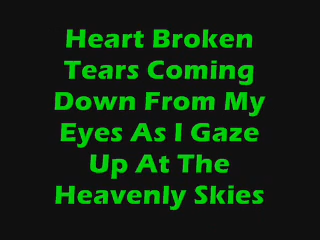 Heart Broken
Tears Coming
Down From My
Eyes As I Gaze
Up At The
Heavenly Skies